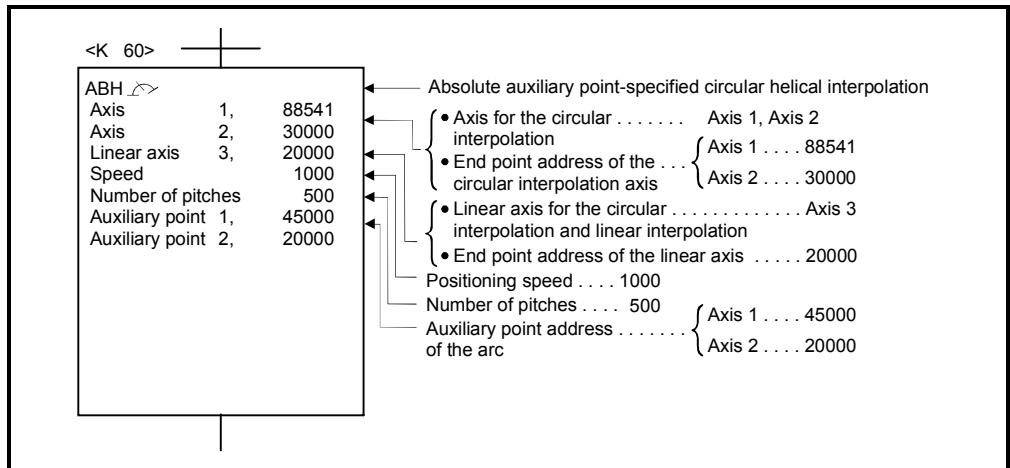 <K 60>
ABH
Axis 1, 88541
Axis 2, 30000
Linear axis 3, 20000
Speed 1000
Number of pitches 500
Auxiliary point 1, 45000
Auxiliary point 2, 20000
Absolute auxiliary point-specified circular helical interpolation
• Axis for the circular . . . . . . . Axis 1, Axis 2
interpolation
• End point address of the . . .
circular interpolation axis
Axis 1 . . . . 88541
Axis 2 . . . . 30000
• Linear axis for the circular . . . . . . . . . . . . . Axis 3
interpolation and linear interpolation
• End point address of the linear axis . . . . . 20000
Positioning speed . . . . 1000
Number of pitches . . . . 500
Auxiliary point address . . . . . . .
of the arc
Axis 1 . . . . 45000
Axis 2 . . . . 20000